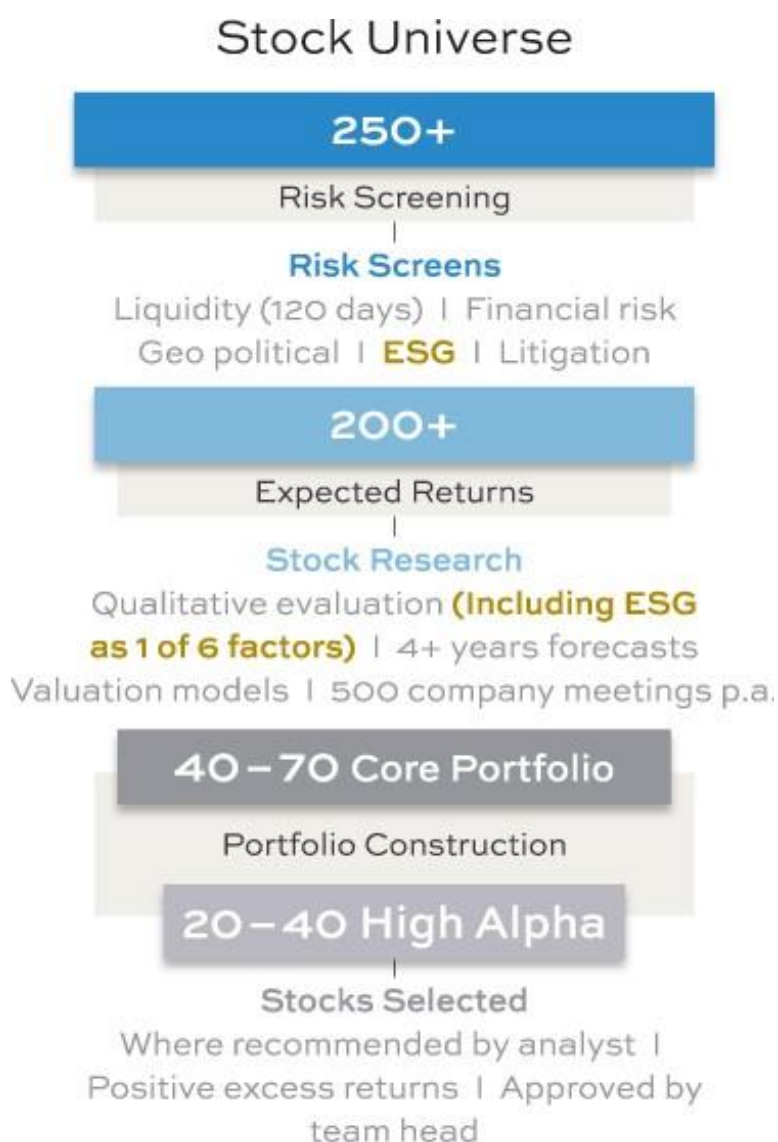 Stock Universe
250+
Risk Screening
Risk Screens
Liquidity (120 days) | Financial risk
Geo political | ESG | Litigation
200+
Expected Returns
Stock Research
Qualitative evaluation (Including ESG
as 1 of 6 factors) | 4+ years forecasts
Valuation models | 500 company meetings p.a.
40–70 Core Portfolio
Portfolio Construction
20–40 High Alpha
Stocks Selected
Where recommended by analyst |
Positive excess returns | Approved by
team head